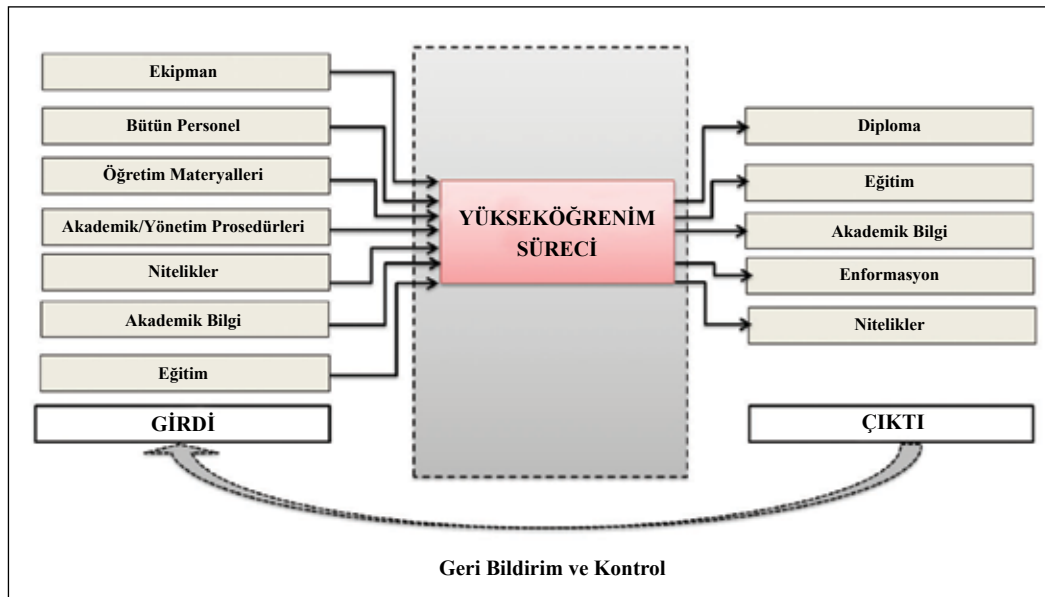 Ekipman
Bütün Personel
Öğretim Materyalleri
Akademik/Yönetim Prosedürleri
Nitelikler
Akademik Bilgi
Eğitim
GİRDİ
YÜKSEKÖĞRENİM
SÜRECİ
Diploma
Eğitim
Akademik Bilgi
Enformasyon
Nitelikler
ÇIKTI
Geri Bildirim ve Kontrol